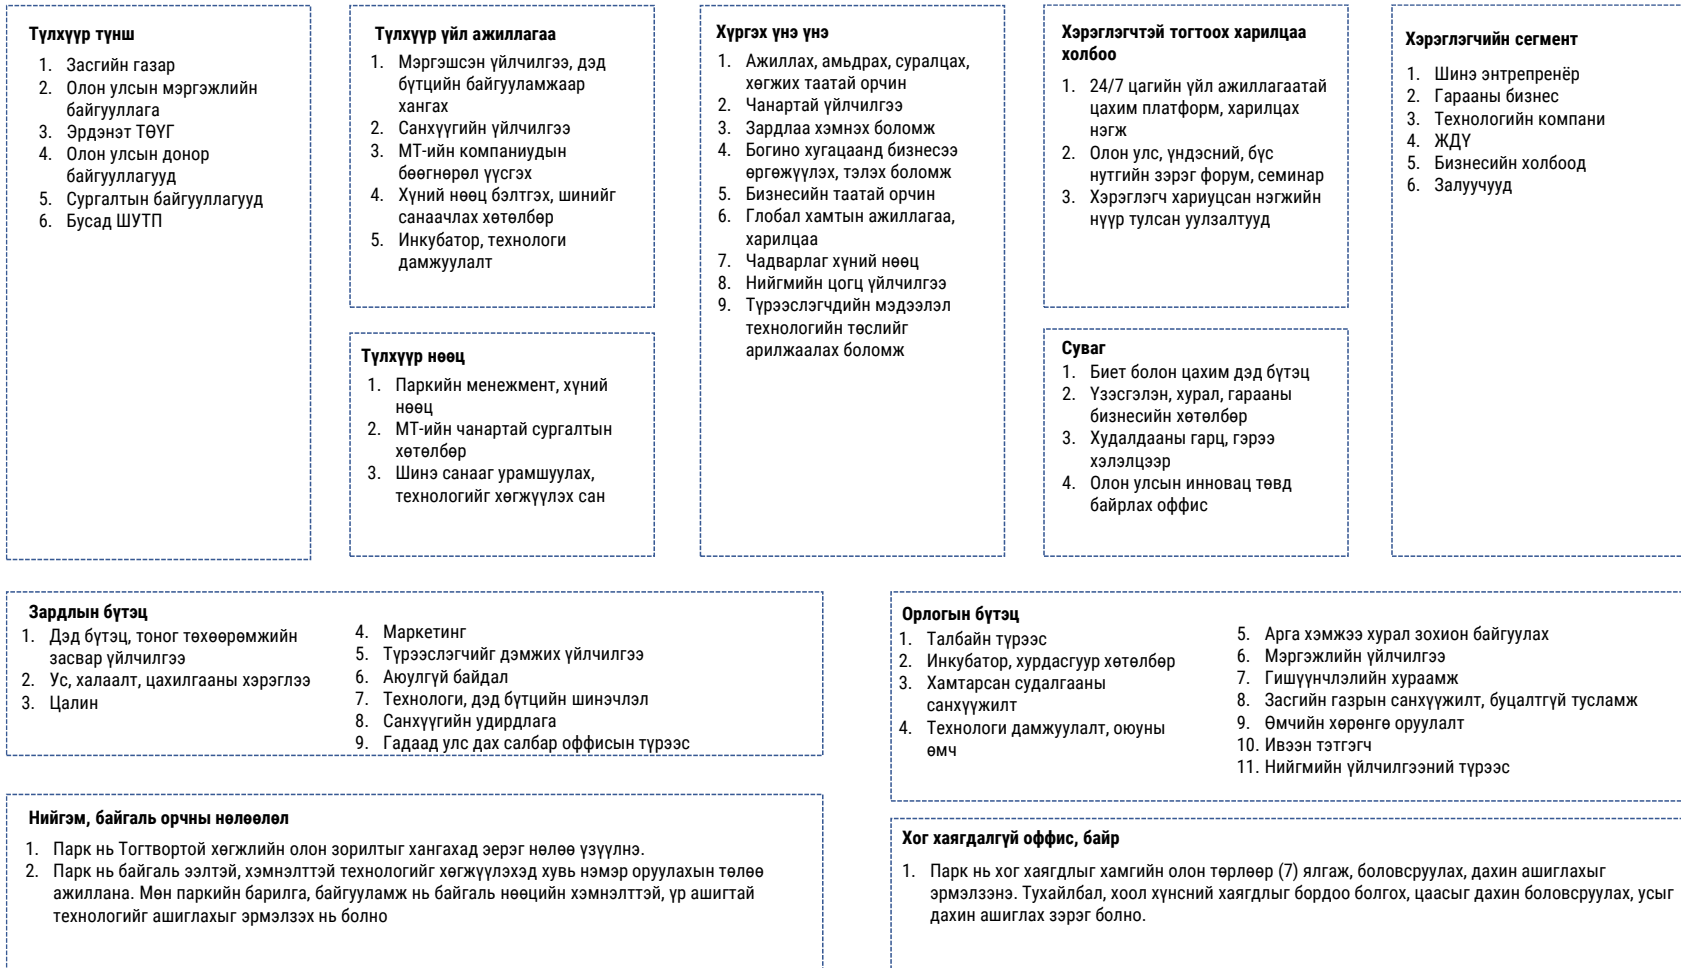 Түлхүүр түнш
1. Засгийн газар
2. Олон улсын мэргэжлийн
байгууллага
3. Эрдэнэт ТӨҮГ
4. Олон улсын донор
байгууллагууд
5. Сургалтын байгууллагууд
6. Бусад ШУТП
Түлхүүр үйл ажиллагаа
1. Мэргэшсэн үйлчилгээ, дэд
бүтцийн байгууламжаар
хангах
2. Санхүүгийн үйлчилгээ
3. МТ-ийн компаниудын
бөөгнөрөл үүсгэх
4. Хүний нөөц бэлтгэх, шинийг
санаачлах хөтөлбөр
5. Инкубатор, технологи
дамжуулалт
Түлхүүр нөөц
1. Паркийн менежмент, хүний
нөөц
2. МТ-ийн чанартай сургалтын
хөтөлбөр
3. Шинэ санааг урамшуулах,
технологийг хөгжүүлэх сан
Хүргэх үнэ үнэ
1. Ажиллах, амьдрах, суралцах,
хөгжих таатай орчин
2. Чанартай үйлчилгээ
3. Зардлаа хэмнэх боломж
4. Богино хугацаанд бизнесээ
өргөжүүлэх, тэлэх боломж
5. Бизнесийн таатай орчин
6. Глобал хамтын ажиллагаа,
харилцаа
7. Чадварлаг хүний нөөц
8. Нийгмийн цогц үйлчилгээ
9. Түрээслэгчдийн мэдээлэл
технологийн төслийг
арилжаалах боломж
Хэрэглэгчтэй тогтоох харилцаа
холбоо
1. 24/7 цагийн үйл ажиллагаатай
цахим платформ, харилцах
нэгж
2. Олон улс, үндэсний, бүс
нутгийн зэрэг форум, семинар
3. Хэрэглэгч хариуцсан нэгжийн
нүүр тулсан уулзалтууд
Суваг
1. Биет болон цахим дэд бүтэц
2. Үзэсгэлэн, хурал, гарааны
бизнесийн хөтөлбөр
3. Худалдааны гарц, гэрээ
хэлэлцээр
4. Олон улсын инновац төвд
байрлах оффис
Хэрэглэгчийн сегмент
1. Шинэ энтрепренёр
2. Гарааны бизнес
3. Технологийн компани
4. ЖДҮ
5. Бизнесийн холбоод
6. Залуучууд
Зардлын бүтэц
1. Дэд бүтэц, тоног төхөөрөмжийн
засвар үйлчилгээ
2. Ус, халаалт, цахилгааны хэрэглээ
3. Цалин
4. Маркетинг
5. Түрээслэгчийг дэмжих үйлчилгээ
6. Аюулгүй байдал
7. Технологи, дэд бүтцийн шинэчлэл
8. Санхүүгийн удирдлага
9. Гадаад улс дах салбар оффисын түрээс
Орлогын бүтэц
1. Талбайн түрээс
2. Инкубатор, хурдасгуур хөтөлбөр
3. Хамтарсан судалгааны
санхүүжилт
4. Технологи дамжуулалт, оюуны
өмч
5. Арга хэмжээ хурал зохион байгуулах
6. Мэргэжлийн үйлчилгээ
7. Гишүүнчлэлийн хураамж
8. Засгийн газрын санхүүжилт, буцалтгүй тусламж
9. Өмчийн хөрөнгө оруулалт
10. Ивээн тэтгэгч
11. Нийгмийн үйлчилгээний түрээс
Нийгэм, байгаль орчны нөлөөлөл
1. Парк нь Тогтвортой хөгжлийн олон зорилтыг хангахад эерэг нөлөө үзүүлнэ.
2. Парк нь байгаль ээлтэй, хэмнэлттэй технологийг хөгжүүлэхэд хувь нэмэр оруулахын төлөө
ажиллана. Мөн паркийн барилга, байгууламж нь байгаль нөөцийн хэмнэлттэй, үр ашигтай
технологийг ашиглахыг эрмэлзэх нь болно
Хог хаягдалгүй оффис, байр
1. Парк нь хог хаягдлыг хамгийн олон төрлөөр (7) ялгаж, боловсруулах, дахин ашиглахыг
эрмэлзэнэ. Тухайлбал, хоол хүнсний хаягдлыг бордоо болгох, цаасыг дахин боловсруулах, усыг
дахин ашиглах зэрэг болно.